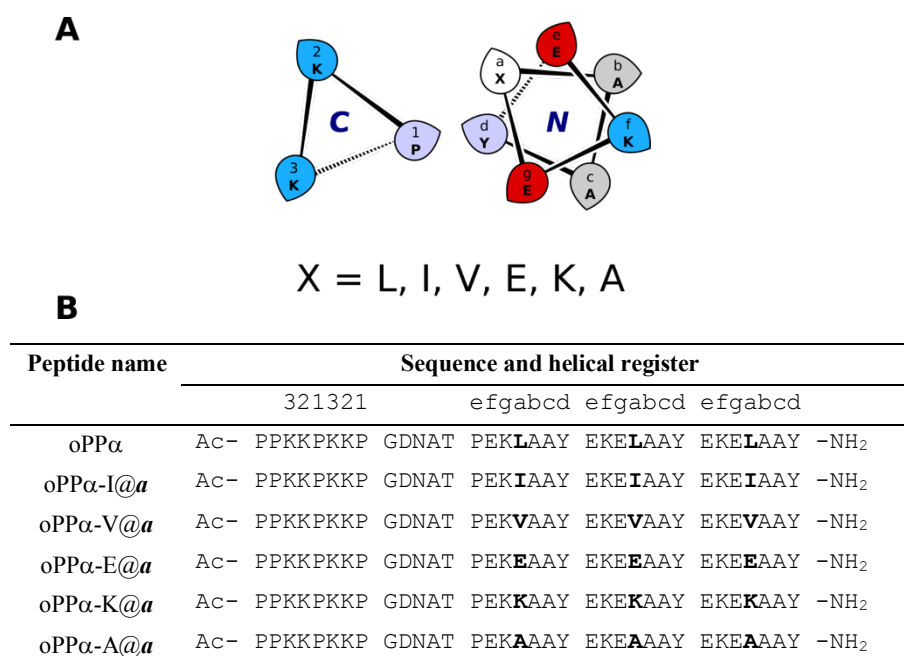 A
2
K
C
1
P
3
K
e
E
a
X
b
A
N
d
Y
f
K
g
E
c
A
X = L, I, V, E, K, A
B
Peptide name Sequence and helical register
321321 efgabcd efgabcd efgabcd
oPPα Ac- PPKKPKKP GDNAT PEKLAAY EKELAAY EKELAAY -NH₂
oPPα-I@a Ac- PPKKPKKP GDNAT PEKIAAY EKEIAAY EKEIAAY -NH₂
oPPα-V@a Ac- PPKKPKKP GDNAT PEKVAAY EKEVAAY EKEVAAY -NH₂
oPPα-E@a Ac- PPKKPKKP GDNAT PEKEAAY EKEEAAY EKEEAAY -NH₂
oPPα-K@a Ac- PPKKPKKP GDNAT PEKKAAY EKEKAAY EKEKAAY -NH₂
oPPα-A@a Ac- PPKKPKKP GDNAT PEKAAAY EKEAAAY EKEAAAY -NH₂